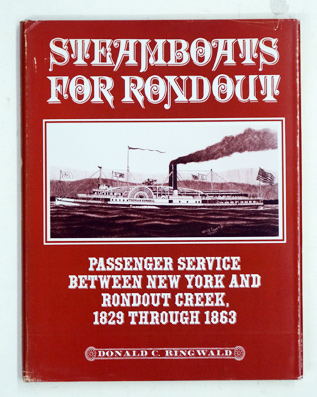 STEAMBOATS
FOR RONDOUT
PASSENGER SERVICE
BETWEEN NEW YORK AND
RONDOUT CREEK,
1829 THROUGH 1863
DONALD C. RINGWALD